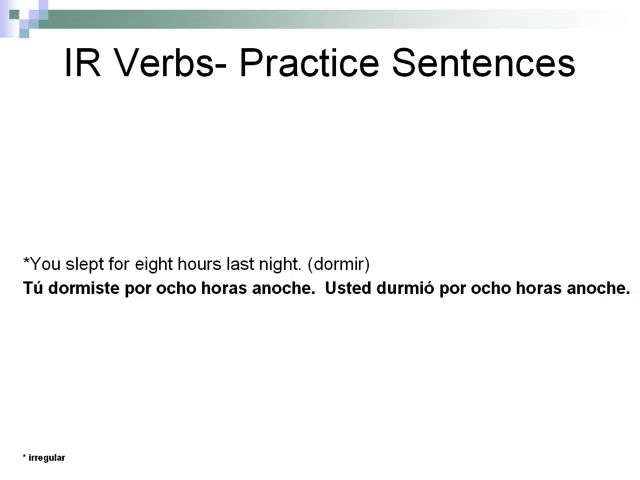 IR Verbs- Practice Sentences
*You slept for eight hours last night. (dormir)
Tú dormiste por ocho horas anoche.  Usted durmió por ocho horas anoche.
* irregular